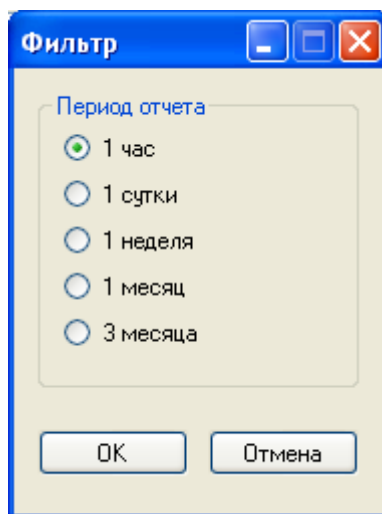 Фильтр
Период отчета
1 час
1 сутки
1 неделя
1 месяц
3 месяца
OK
Отмена